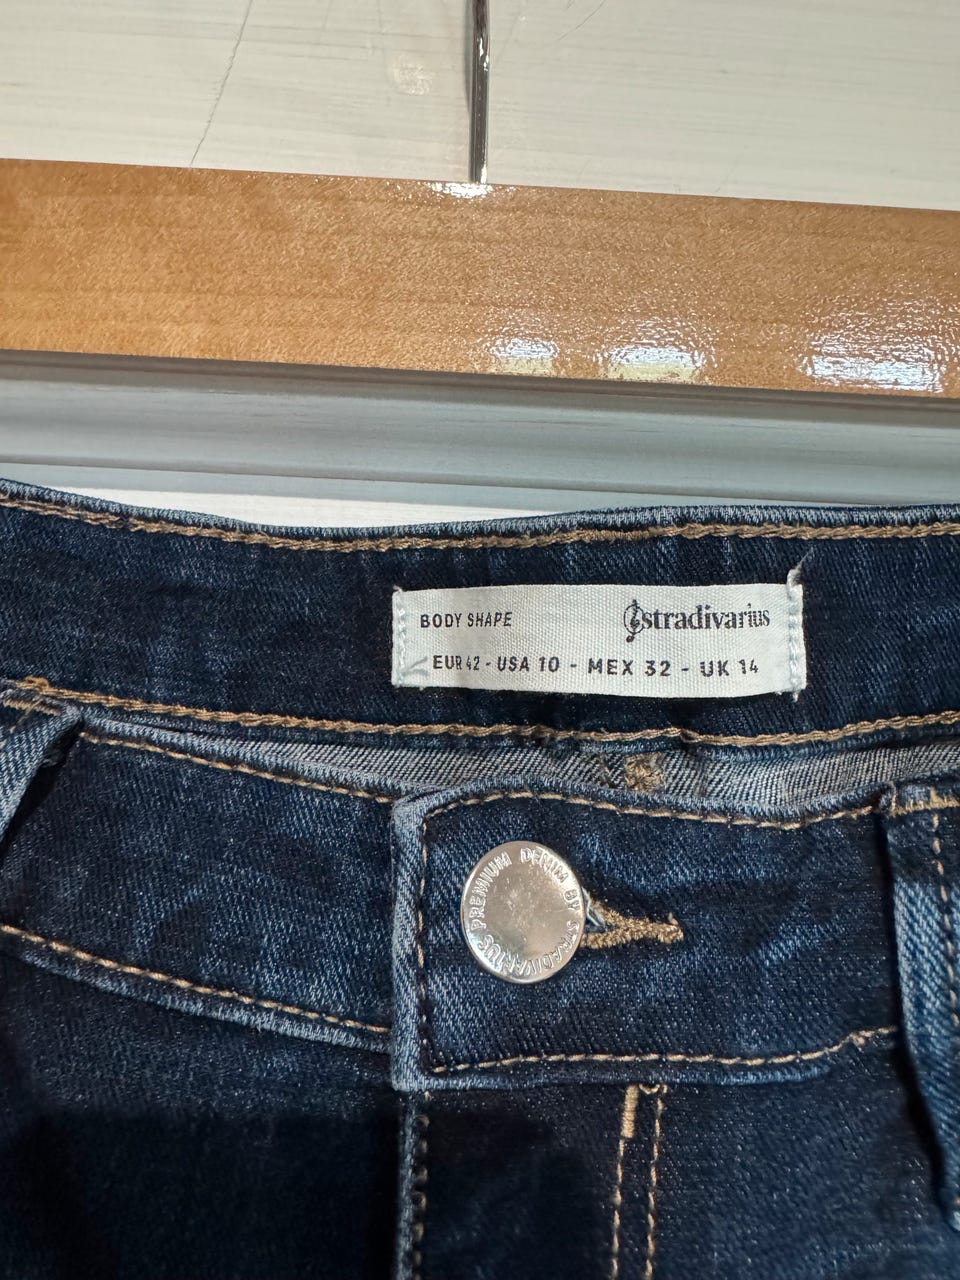 BODY SHAPE stradivarius
EUR 42 - USA 10 - MEX 32 - UK 14
PREMIUM DENIM BY STRADIVARIUS